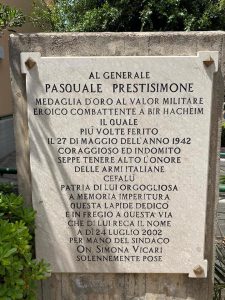 AL GENERALE
PASQUALE PRESTISIMONE
MEDAGLIA D'ORO AL VALOR MILITARE
EROICO COMBATTENTE A BIR HACHEIM
IL QUALE
PIÙ VOLTE FERITO
IL 27 DI MAGGIO DELL'ANNO 1942
CORAGGIOSO ED INDOMITO
SEPPE TENERE ALTO L'ONORE
DELLE ARMI ITALIANE
CEFALÙ
PATRIA DI LUI ORGOGLIOSA
A MEMORIA IMPERITURA
QUESTA LAPIDE DEDICÒ
E IN FREGIO A QUESTA VIA
CHE DI LUI RECA IL NOME
A DI 24 LUGLIO 2002
PER MANO DEL SINDACO
ON. SIMONA VICARI
SOLENNEMENTE POSE